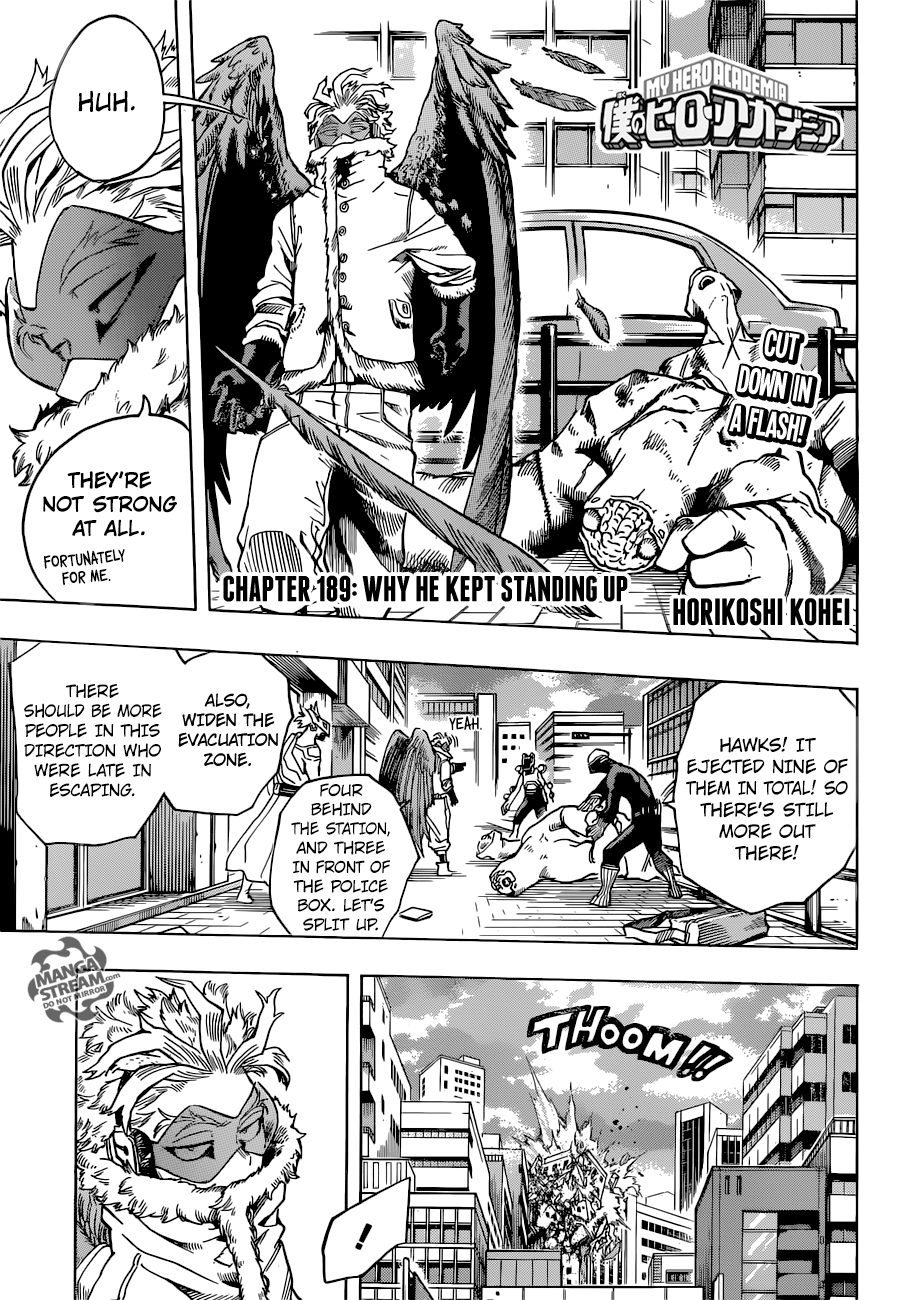 MY HERO ACADEMIA
僕のヒーローアカデミア
CUT
DOWN IN
A FLASH!
HUH.
THEY'RE
NOT STRONG
AT ALL.
FORTUNATELY
FOR ME.
CHAPTER 189: WHY HE KEPT STANDING UP
HORIKOSHI KOHEI
HAWKS! IT
EJECTED NINE OF
THEM IN TOTAL! SO
THERE'S STILL
MORE OUT
THERE!
YEAH.
FOUR
BEHIND
THE STATION,
AND THREE
IN FRONT
OF THE
POLICE
BOX. LET'S
SPLIT UP.
ALSO,
WIDEN THE
EVACUATION
ZONE.
THERE
SHOULD BE MORE
PEOPLE IN THIS
DIRECTION WHO
WERE LATE IN
ESCAPING.
THOOM!!
!
MANGA
STREAM.com
DO NOT MIRROR